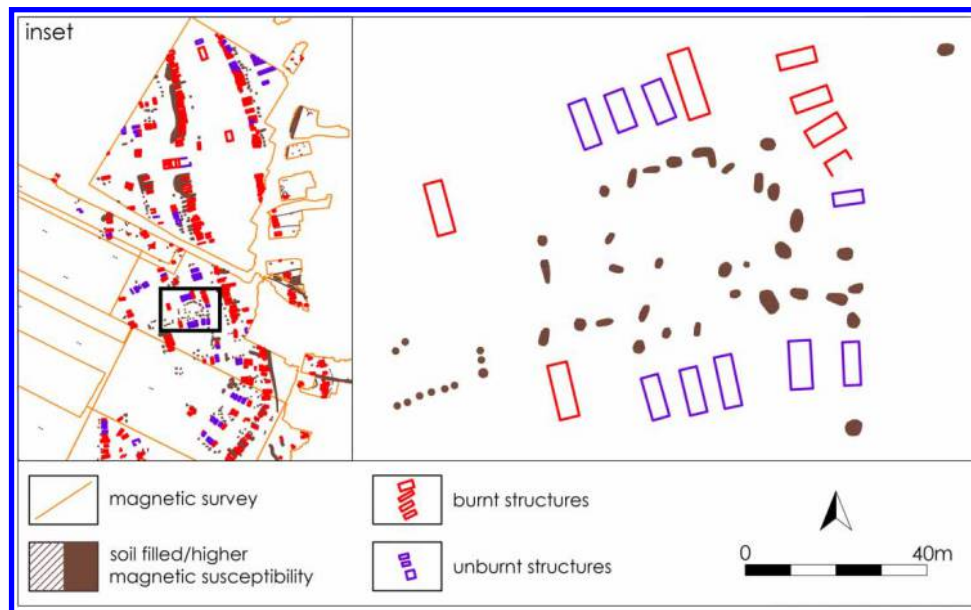 inset
magnetic survey
soil filled/higher
magnetic susceptibility
burnt structures
unburnt structures
0
40m